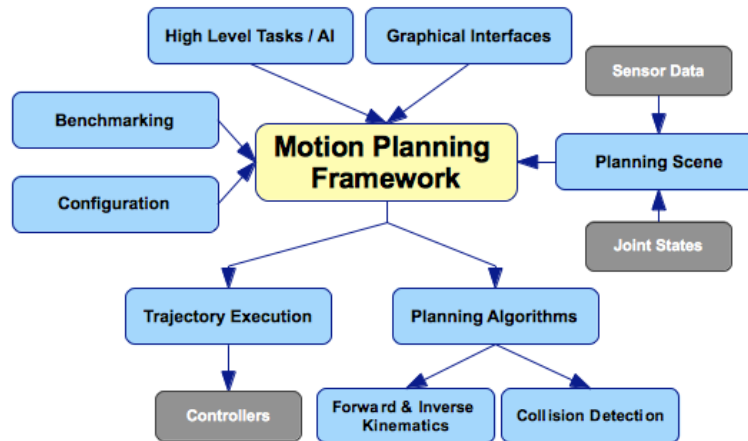 High Level Tasks / AI
Graphical Interfaces
Sensor Data
Benchmarking
Motion Planning
Framework
Planning Scene
Configuration
Joint States
Trajectory Execution
Planning Algorithms
Controllers
Forward & Inverse
Kinematics
Collision Detection